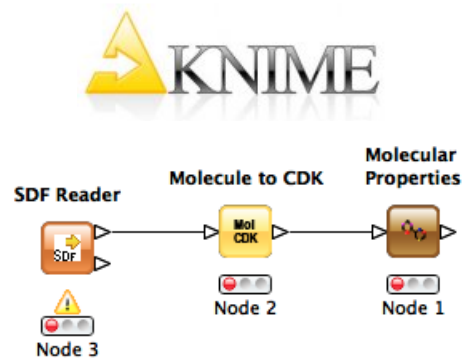 KNIME
SDF Reader
Molecule to CDK
Molecular
Properties
SDF
Mol
CDK
Node 3
Node 2
Node 1